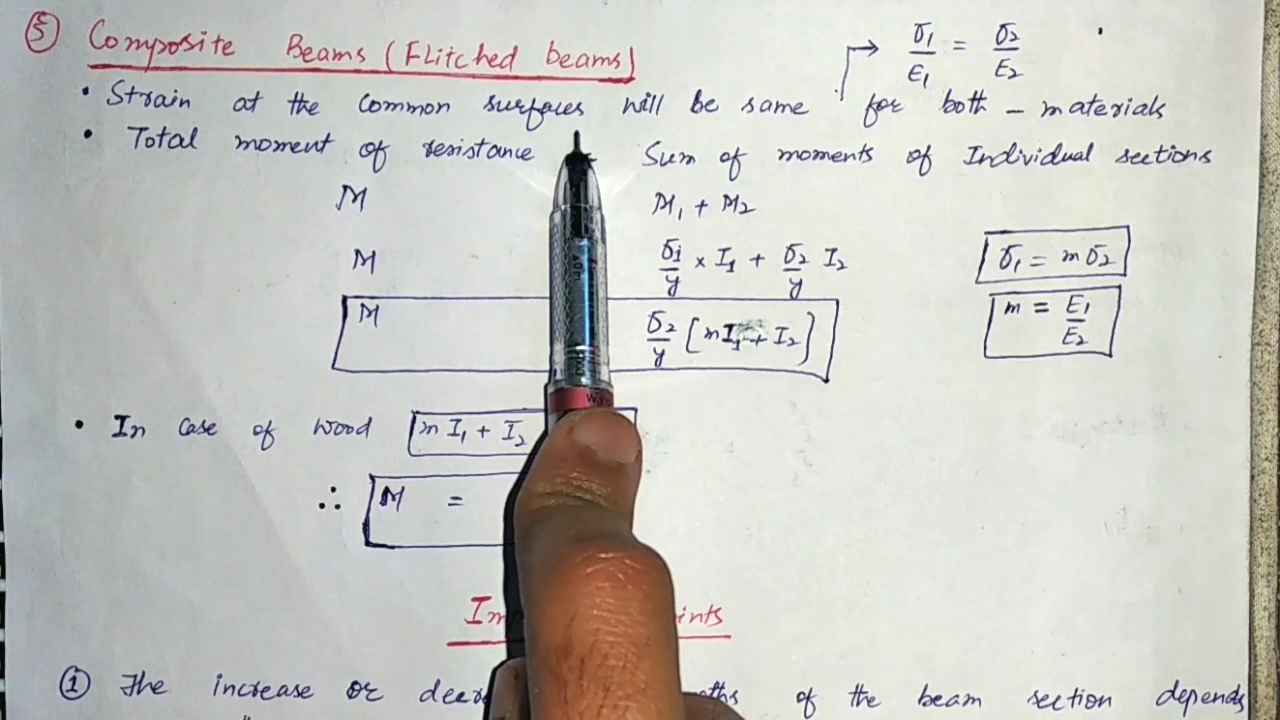 ⑤ Composite Beams (Flitched beams) → σ1/E1 = σ2/E2
• Strain at the common surfaces will be same for both - materials
• Total moment of resistance Sum of moments of Individual sections
M M1 + M2
M σ1/y × I1 + σ2/y I2 σ1 = mσ2
M σ2/y [mI1 + I2] m = E1/E2
• In case of wood mI1 + I2
∴ M =
① The increase or of the beam section depends